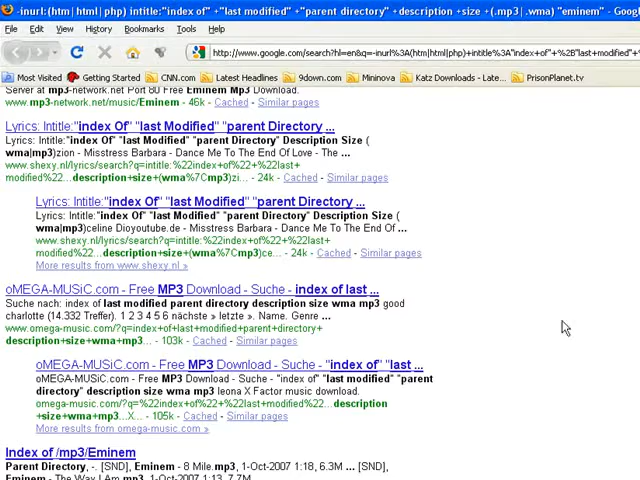 -inurl:(htm|html|php) intitle:"index of" +"last modified" +"parent directory" +description +size +(.mp3|.wma) "eminem" - Googl
File Edit View History Bookmarks Tools Help
http://www.google.com/search?hl=en&q=-inurl%3A(htm|html|php)+intitle%3A"index+of"+%2B"last+modified"+
Most Visited Getting Started CNN.com Latest Headlines 9down.com Mininova Katz Downloads - Late... PrisonPlanet.tv
Server at mp3-network.net Port 80 Free Eminem Mp3 Download.
www.mp3-network.net/music/Eminem - 46k - Cached - Similar pages
Lyrics: Intitle:"index Of" "last Modified" "parent Directory ...
Lyrics: Intitle:"index Of" "last Modified" "parent Directory" Description Size (
wma|mp3)zion - Misstress Barbara - Dance Me To The End Of Love - The ...
www.shexy.nl/lyrics/search?q=intitle:%22index+of%22+%22last+
modified%22...description+size+(wma%7Cmp3)zi... - 24k - Cached - Similar pages
Lyrics: Intitle:"index Of" "last Modified" "parent Directory ...
Lyrics: Intitle:"index Of" "last Modified" "parent Directory" Description Size (
wma|mp3)celine Dioyoutube.de - Misstress Barbara - Dance Me To The End Of ...
www.shexy.nl/lyrics/search?q=intitle:%22index+of%22+%22last+
modified%22...description+size+(wma%7Cmp3)ce... - 24k - Cached - Similar pages
More results from www.shexy.nl »
oMEGA-MUSiC.com - Free MP3 Download - Suche - index of last ...
Suche nach: index of last modified parent directory description size wma mp3 good
charlotte (14.332 Treffer). 1 2 3 4 5 6 nächste » letzte ». Name. Genre ...
www.omega-music.com/?q=index+of+last+modified+parent+directory+
description+size+wma+mp3... - 103k - Cached - Similar pages
oMEGA-MUSiC.com - Free MP3 Download - Suche - "index of" "last ...
oMEGA-MUSiC.com - Free MP3 Download - Suche - "index of" "last modified" "parent
directory" description size wma mp3 leona X Factor music download.
omega-music.com/?q=%22index+of%22+%22last+modified%22...description
+size+wma+mp3...X... - 105k - Cached - Similar pages
More results from omega-music.com »
Index of /mp3/Eminem
Parent Directory, -. [SND], Eminem - 8 Mile.mp3, 1-Oct-2007 1:18, 6.3M ... [SND],
Eminem - The Way I Am.mp3, 1-Oct-2007 1:13, 7.7M